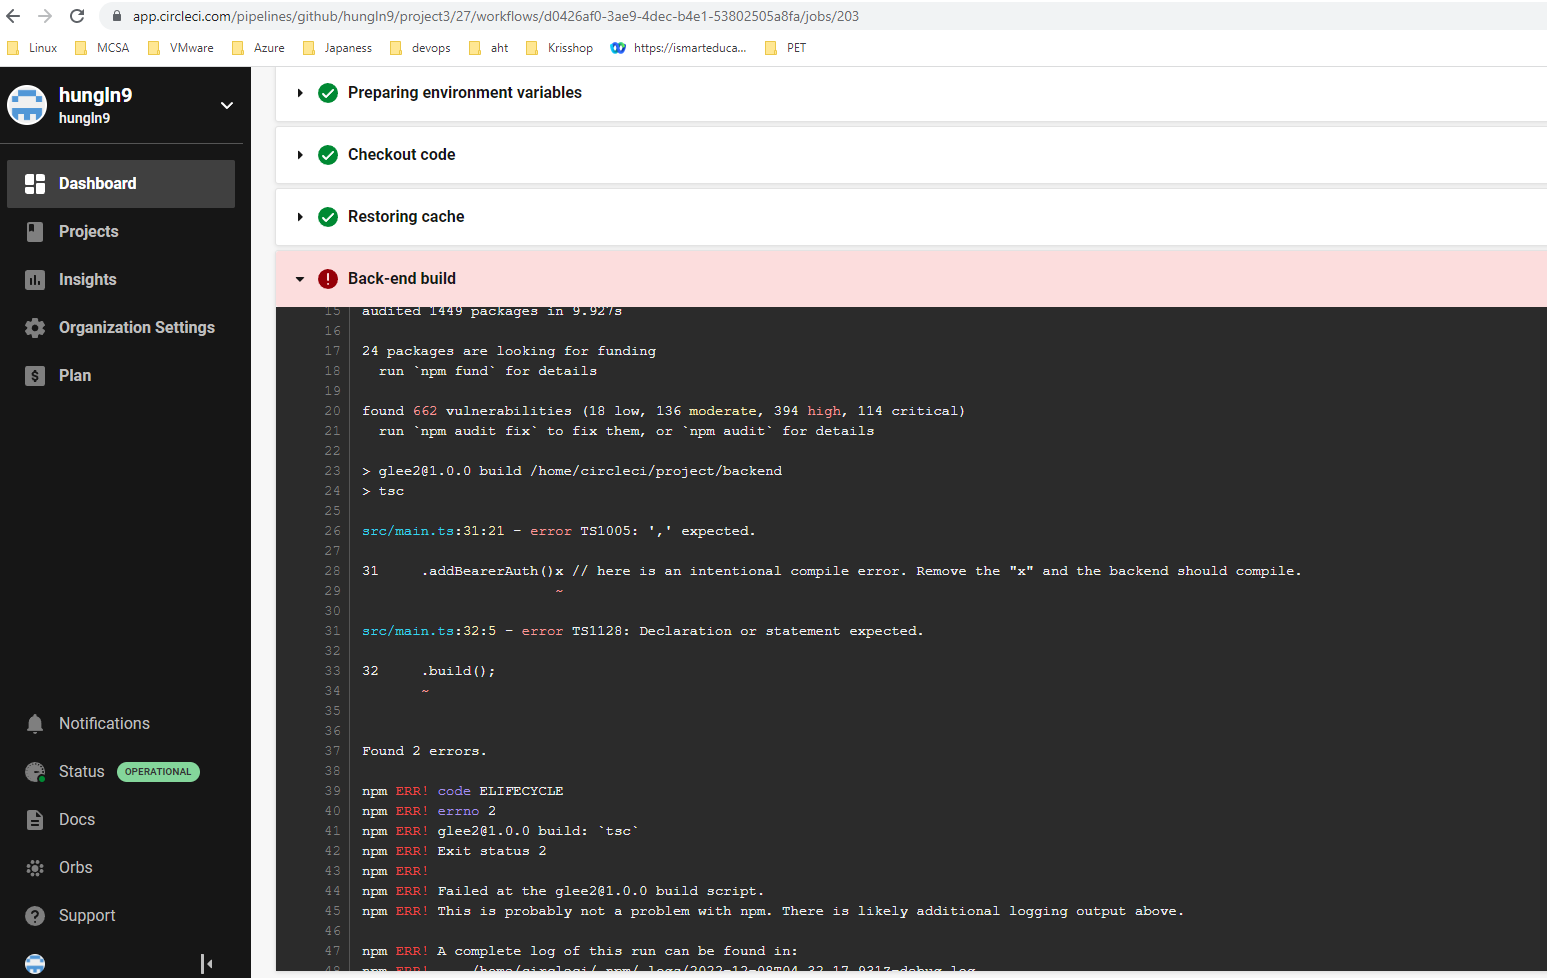 app.circleci.com/pipelines/github/hungln9/project3/27/workflows/d0426af0-3ae9-4dec-b4e1-53802505a8fa/jobs/203
Linux MCSA VMware Azure Japaness devops aht Krisshop https://ismarteduca... PET
hungln9
hungln9
Dashboard
Projects
Insights
Organization Settings
Plan
Notifications
Status OPERATIONAL
Docs
Orbs
Support
Preparing environment variables
Checkout code
Restoring cache
Back-end build
15 audited 1449 packages in 9.927s
16
17 24 packages are looking for funding
18 run `npm fund` for details
19
20 found 662 vulnerabilities (18 low, 136 moderate, 394 high, 114 critical)
21 run `npm audit fix` to fix them, or `npm audit` for details
22
23 > glee2@1.0.0 build /home/circleci/project/backend
24 > tsc
25
26 src/main.ts:31:21 - error TS1005: ',' expected.
27
28 31 .addBearerAuth()x // here is an intentional compile error. Remove the "x" and the backend should compile.
29 ~
30
31 src/main.ts:32:5 - error TS1128: Declaration or statement expected.
32
33 32 .build();
34 ~
35
36
37 Found 2 errors.
38
39 npm ERR! code ELIFECYCLE
40 npm ERR! errno 2
41 npm ERR! glee2@1.0.0 build: `tsc`
42 npm ERR! Exit status 2
43 npm ERR!
44 npm ERR! Failed at the glee2@1.0.0 build script.
45 npm ERR! This is probably not a problem with npm. There is likely additional logging output above.
46
47 npm ERR! A complete log of this run can be found in:
48 npm ERR! /home/circleci/.npm/_logs/2022-12-08T04_32_17_931Z-debug.log